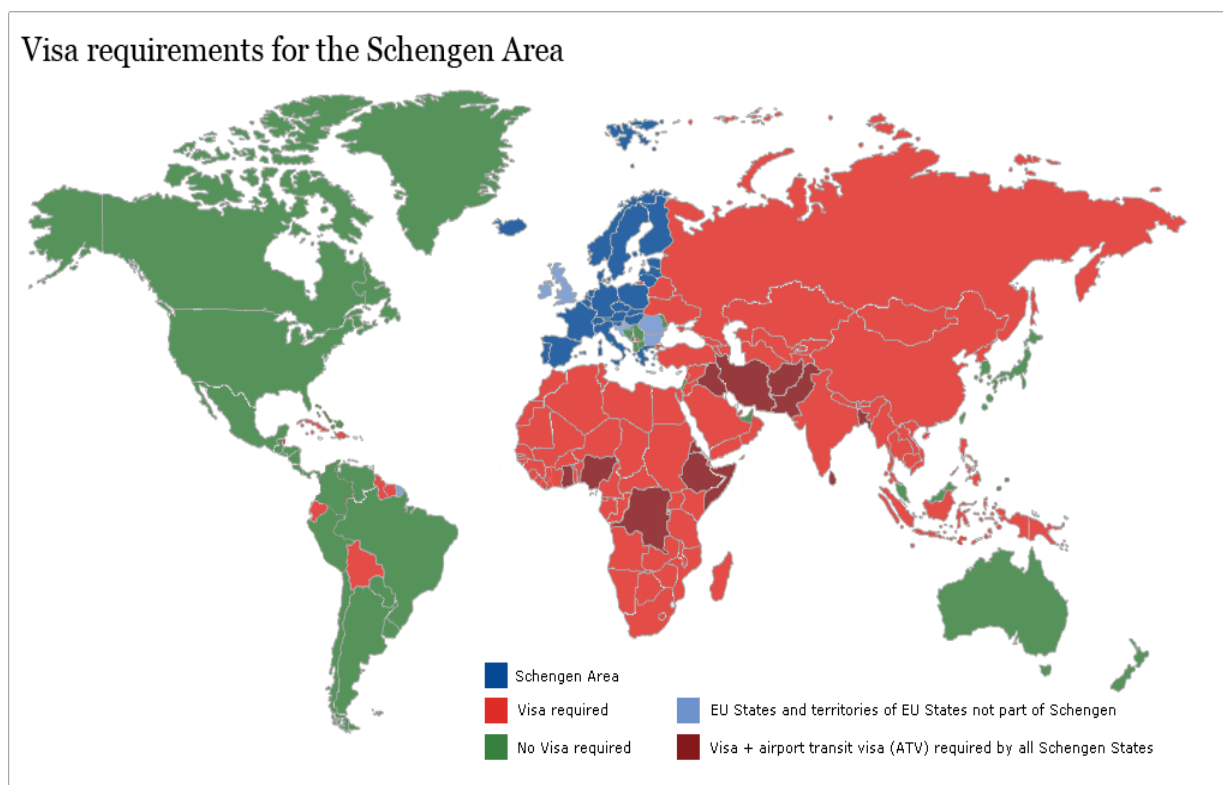 Visa requirements for the Schengen Area
Schengen Area
Visa required
EU States and territories of EU States not part of Schengen
No Visa required
Visa + airport transit visa (ATV) required by all Schengen States